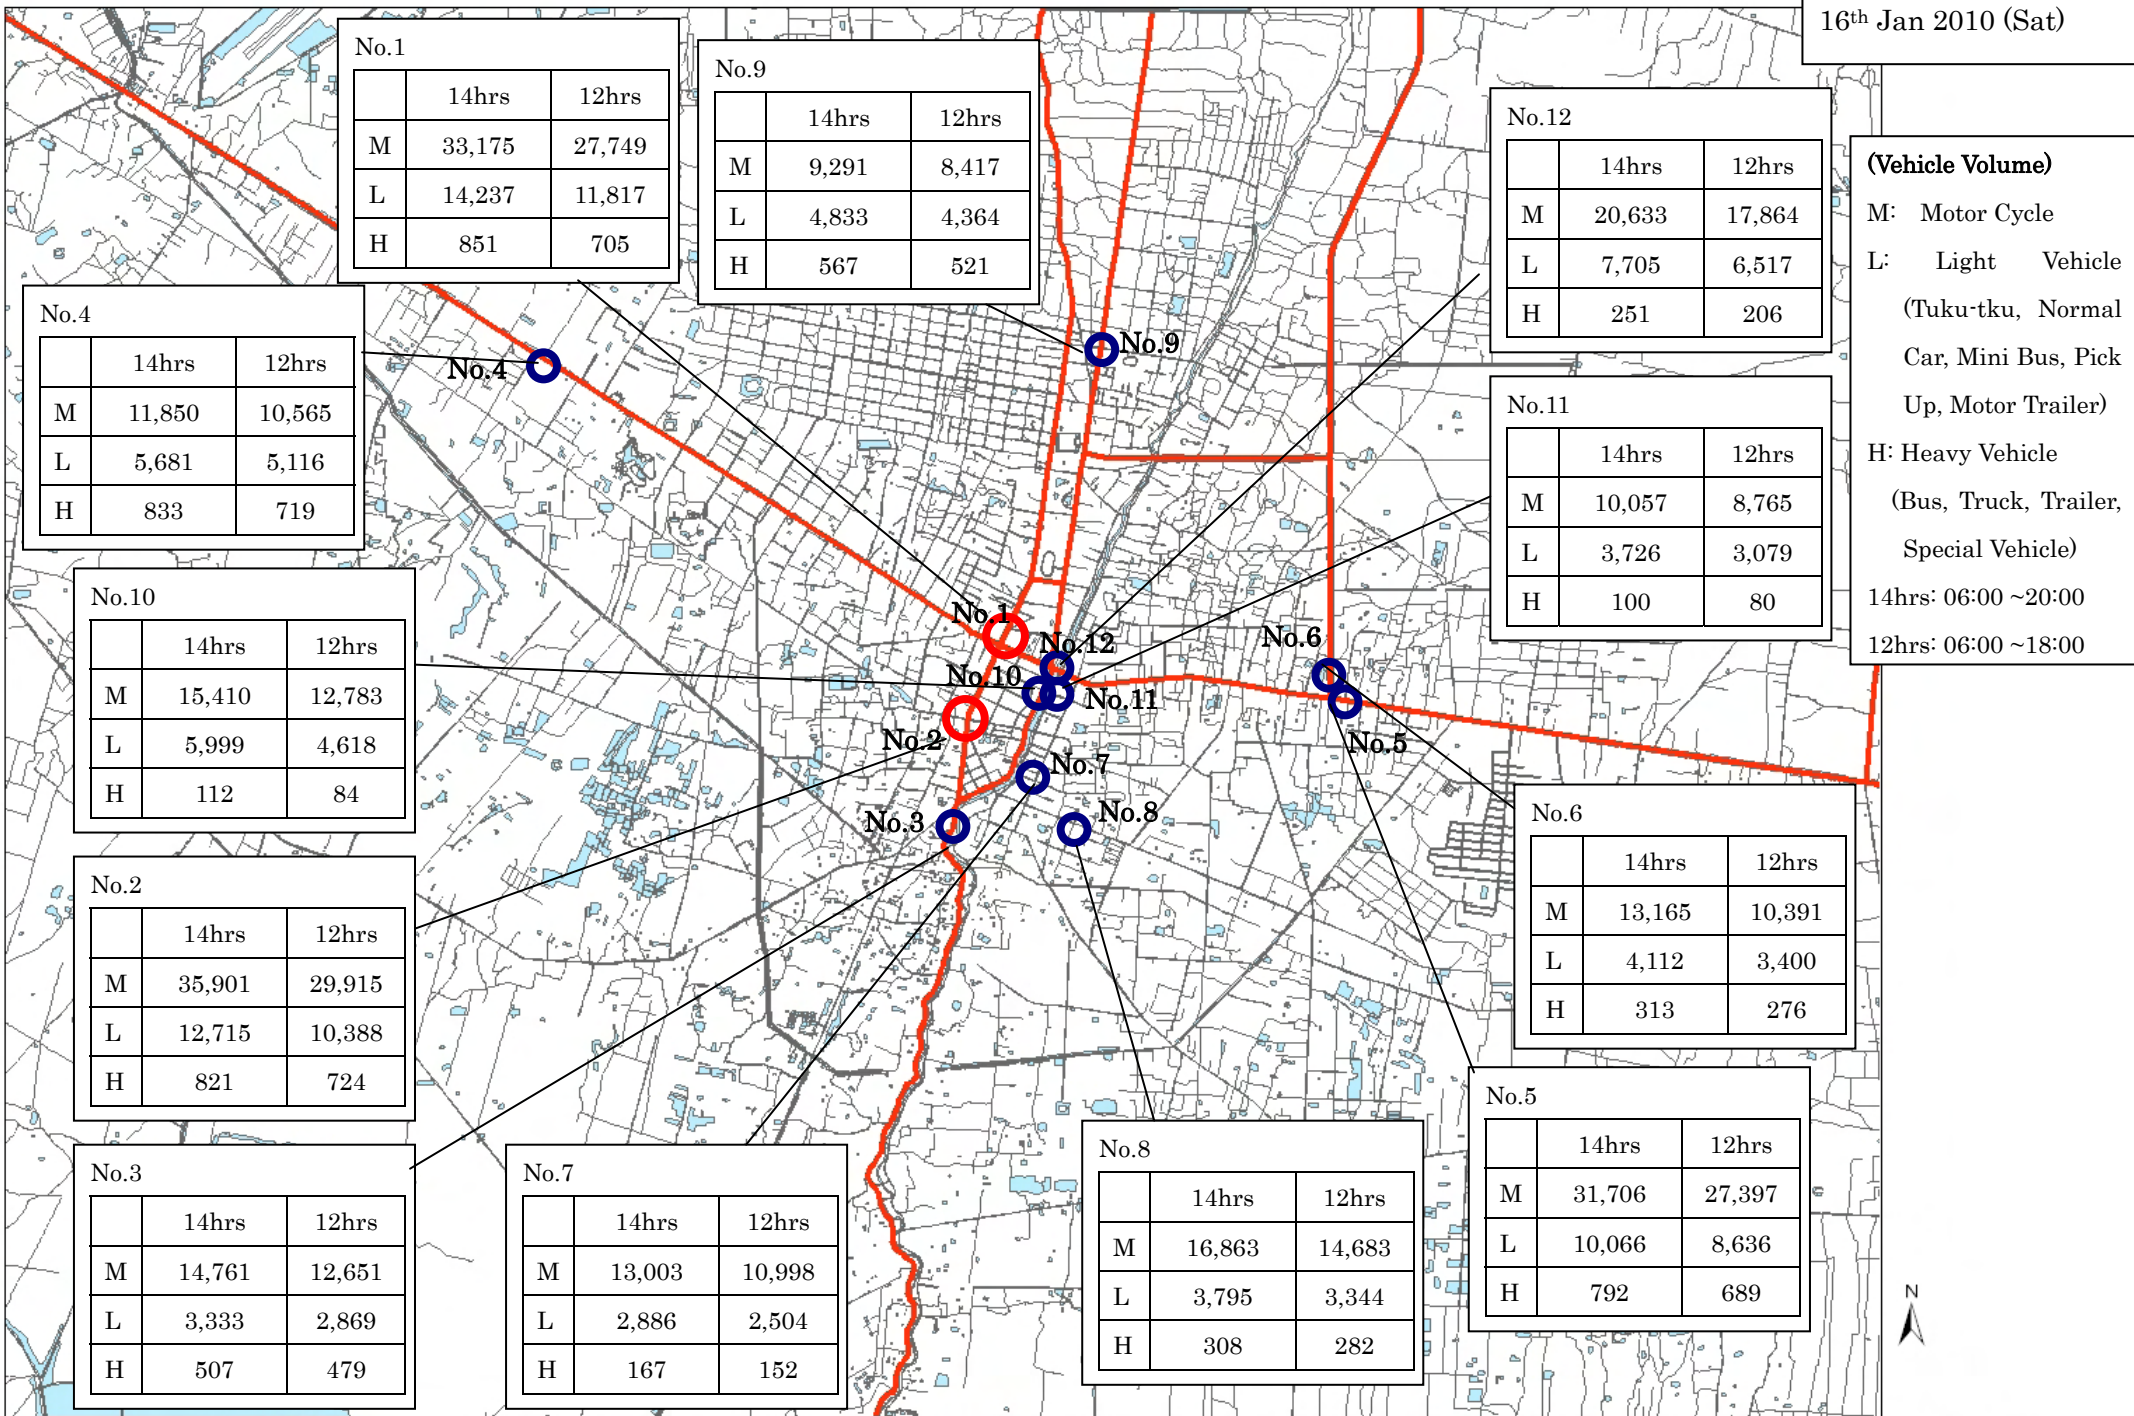 16th Jan 2010 (Sat)
No.1
14hrs 12hrs
M 33,175 27,749
L 14,237 11,817
H 851 705
No.9
14hrs 12hrs
M 9,291 8,417
L 4,833 4,364
H 567 521
No.12
14hrs 12hrs
M 20,633 17,864
L 7,705 6,517
H 251 206
(Vehicle Volume)
M: Motor Cycle
L: Light Vehicle
(Tuku-tku, Normal
Car, Mini Bus, Pick
Up, Motor Trailer)
H: Heavy Vehicle
(Bus, Truck, Trailer,
Special Vehicle)
14hrs: 06:00 ~20:00
12hrs: 06:00 ~18:00
No.4
14hrs 12hrs
M 11,850 10,565
L 5,681 5,116
H 833 719
No.11
14hrs 12hrs
M 10,057 8,765
L 3,726 3,079
H 100 80
No.10
14hrs 12hrs
M 15,410 12,783
L 5,999 4,618
H 112 84
No.9
No.4
No.1
No.12
No.6
No.10
No.11
No.2
No.5
No.7
No.3
No.8
No.2
14hrs 12hrs
M 35,901 29,915
L 12,715 10,388
H 821 724
No.6
14hrs 12hrs
M 13,165 10,391
L 4,112 3,400
H 313 276
No.3
14hrs 12hrs
M 14,761 12,651
L 3,333 2,869
H 507 479
No.7
14hrs 12hrs
M 13,003 10,998
L 2,886 2,504
H 167 152
No.8
14hrs 12hrs
M 16,863 14,683
L 3,795 3,344
H 308 282
No.5
14hrs 12hrs
M 31,706 27,397
L 10,066 8,636
H 792 689
N